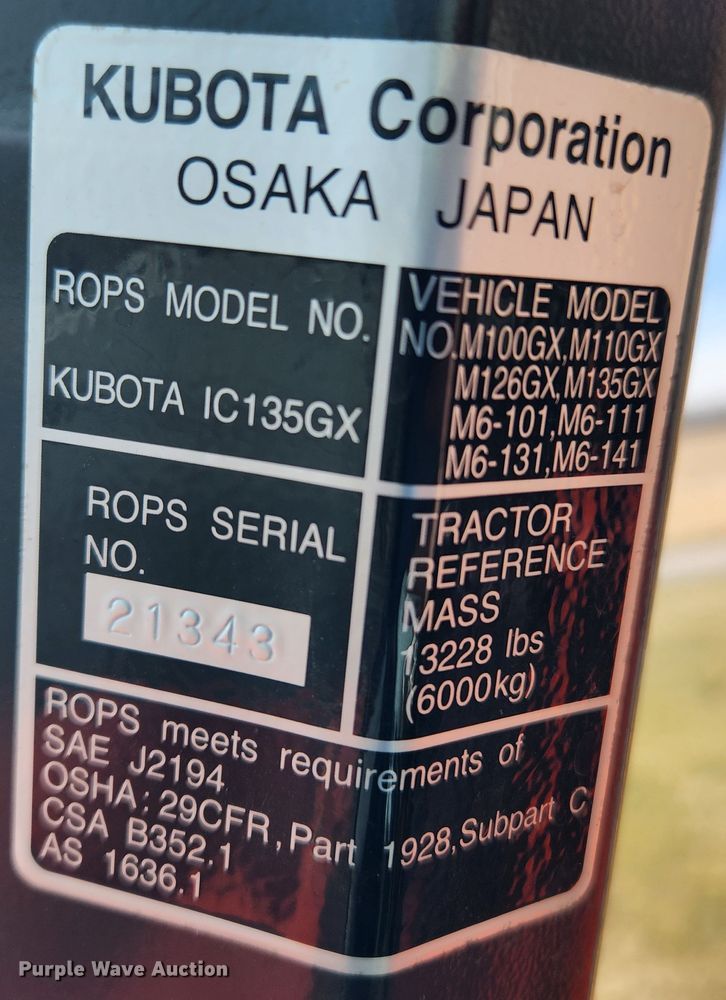 KUBOTA Corporation
OSAKA JAPAN
ROPS MODEL NO.
KUBOTA IC135GX
VEHICLE MODEL
NO.M100GX,M110GX
M126GX,M135GX
M6-101,M6-111
M6-131,M6-141
ROPS SERIAL
NO.
21343
TRACTOR
REFERENCE
MASS
13228 lbs
(6000kg)
ROPS meets requirements of
SAE J2194
OSHA:29CFR,Part 1928,Subpart C
CSA B352.1
AS 1636.1
Purple Wave Auction